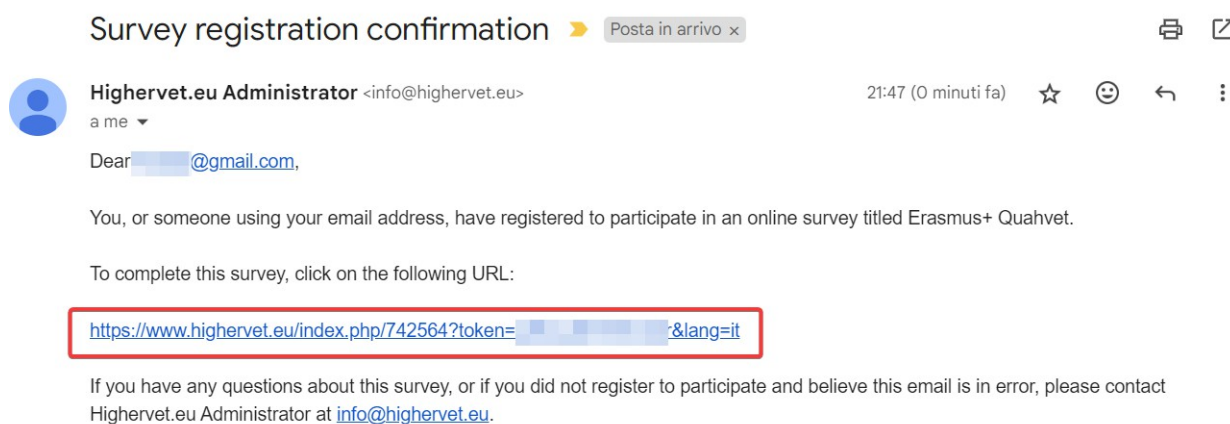 Survey registration confirmation Posta in arrivo ×
Highervet.eu Administrator <info@highervet.eu> 21:47 (0 minuti fa)
a me
Dear @gmail.com,
You, or someone using your email address, have registered to participate in an online survey titled Erasmus+ Quahvet.
To complete this survey, click on the following URL:
https://www.highervet.eu/index.php/742564?token= r&lang=it
If you have any questions about this survey, or if you did not register to participate and believe this email is in error, please contact
Highervet.eu Administrator at info@highervet.eu.